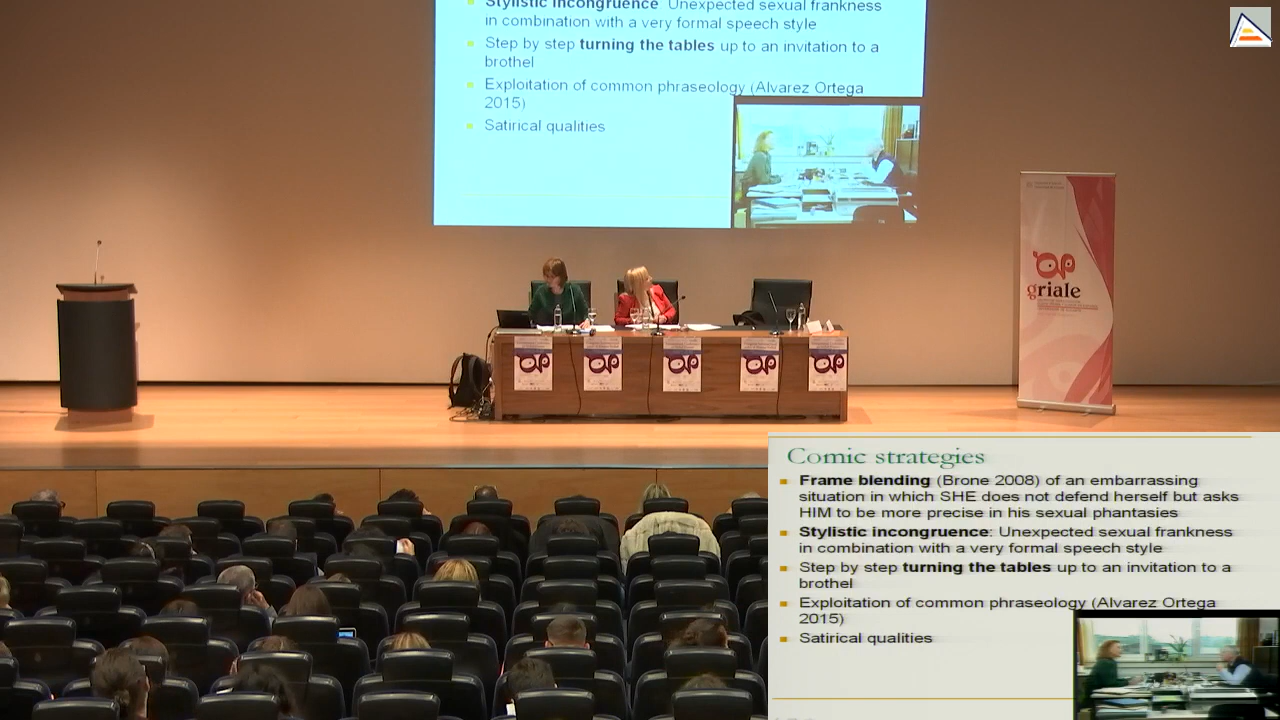 Stylistic incongruence Unexpected sexual frankness
in combination with a very formal speech style
Step by step turning the tables up to an invitation to a
brothel
Exploitation of common phraseology (Alvarez Ortega
2015)
Satirical qualities
griale
Comic strategies
Frame blending (Brone 2008) of an embarrassing
situation in which SHE does not defend herself but asks
HIM to be more precise in his sexual phantasies
Stylistic incongruence: Unexpected sexual frankness
in combination with a very formal speech style
Step by step turning the tables up to an invitation to a
brothel
Exploitation of common phraseology (Alvarez Ortega
2015)
Satirical qualities